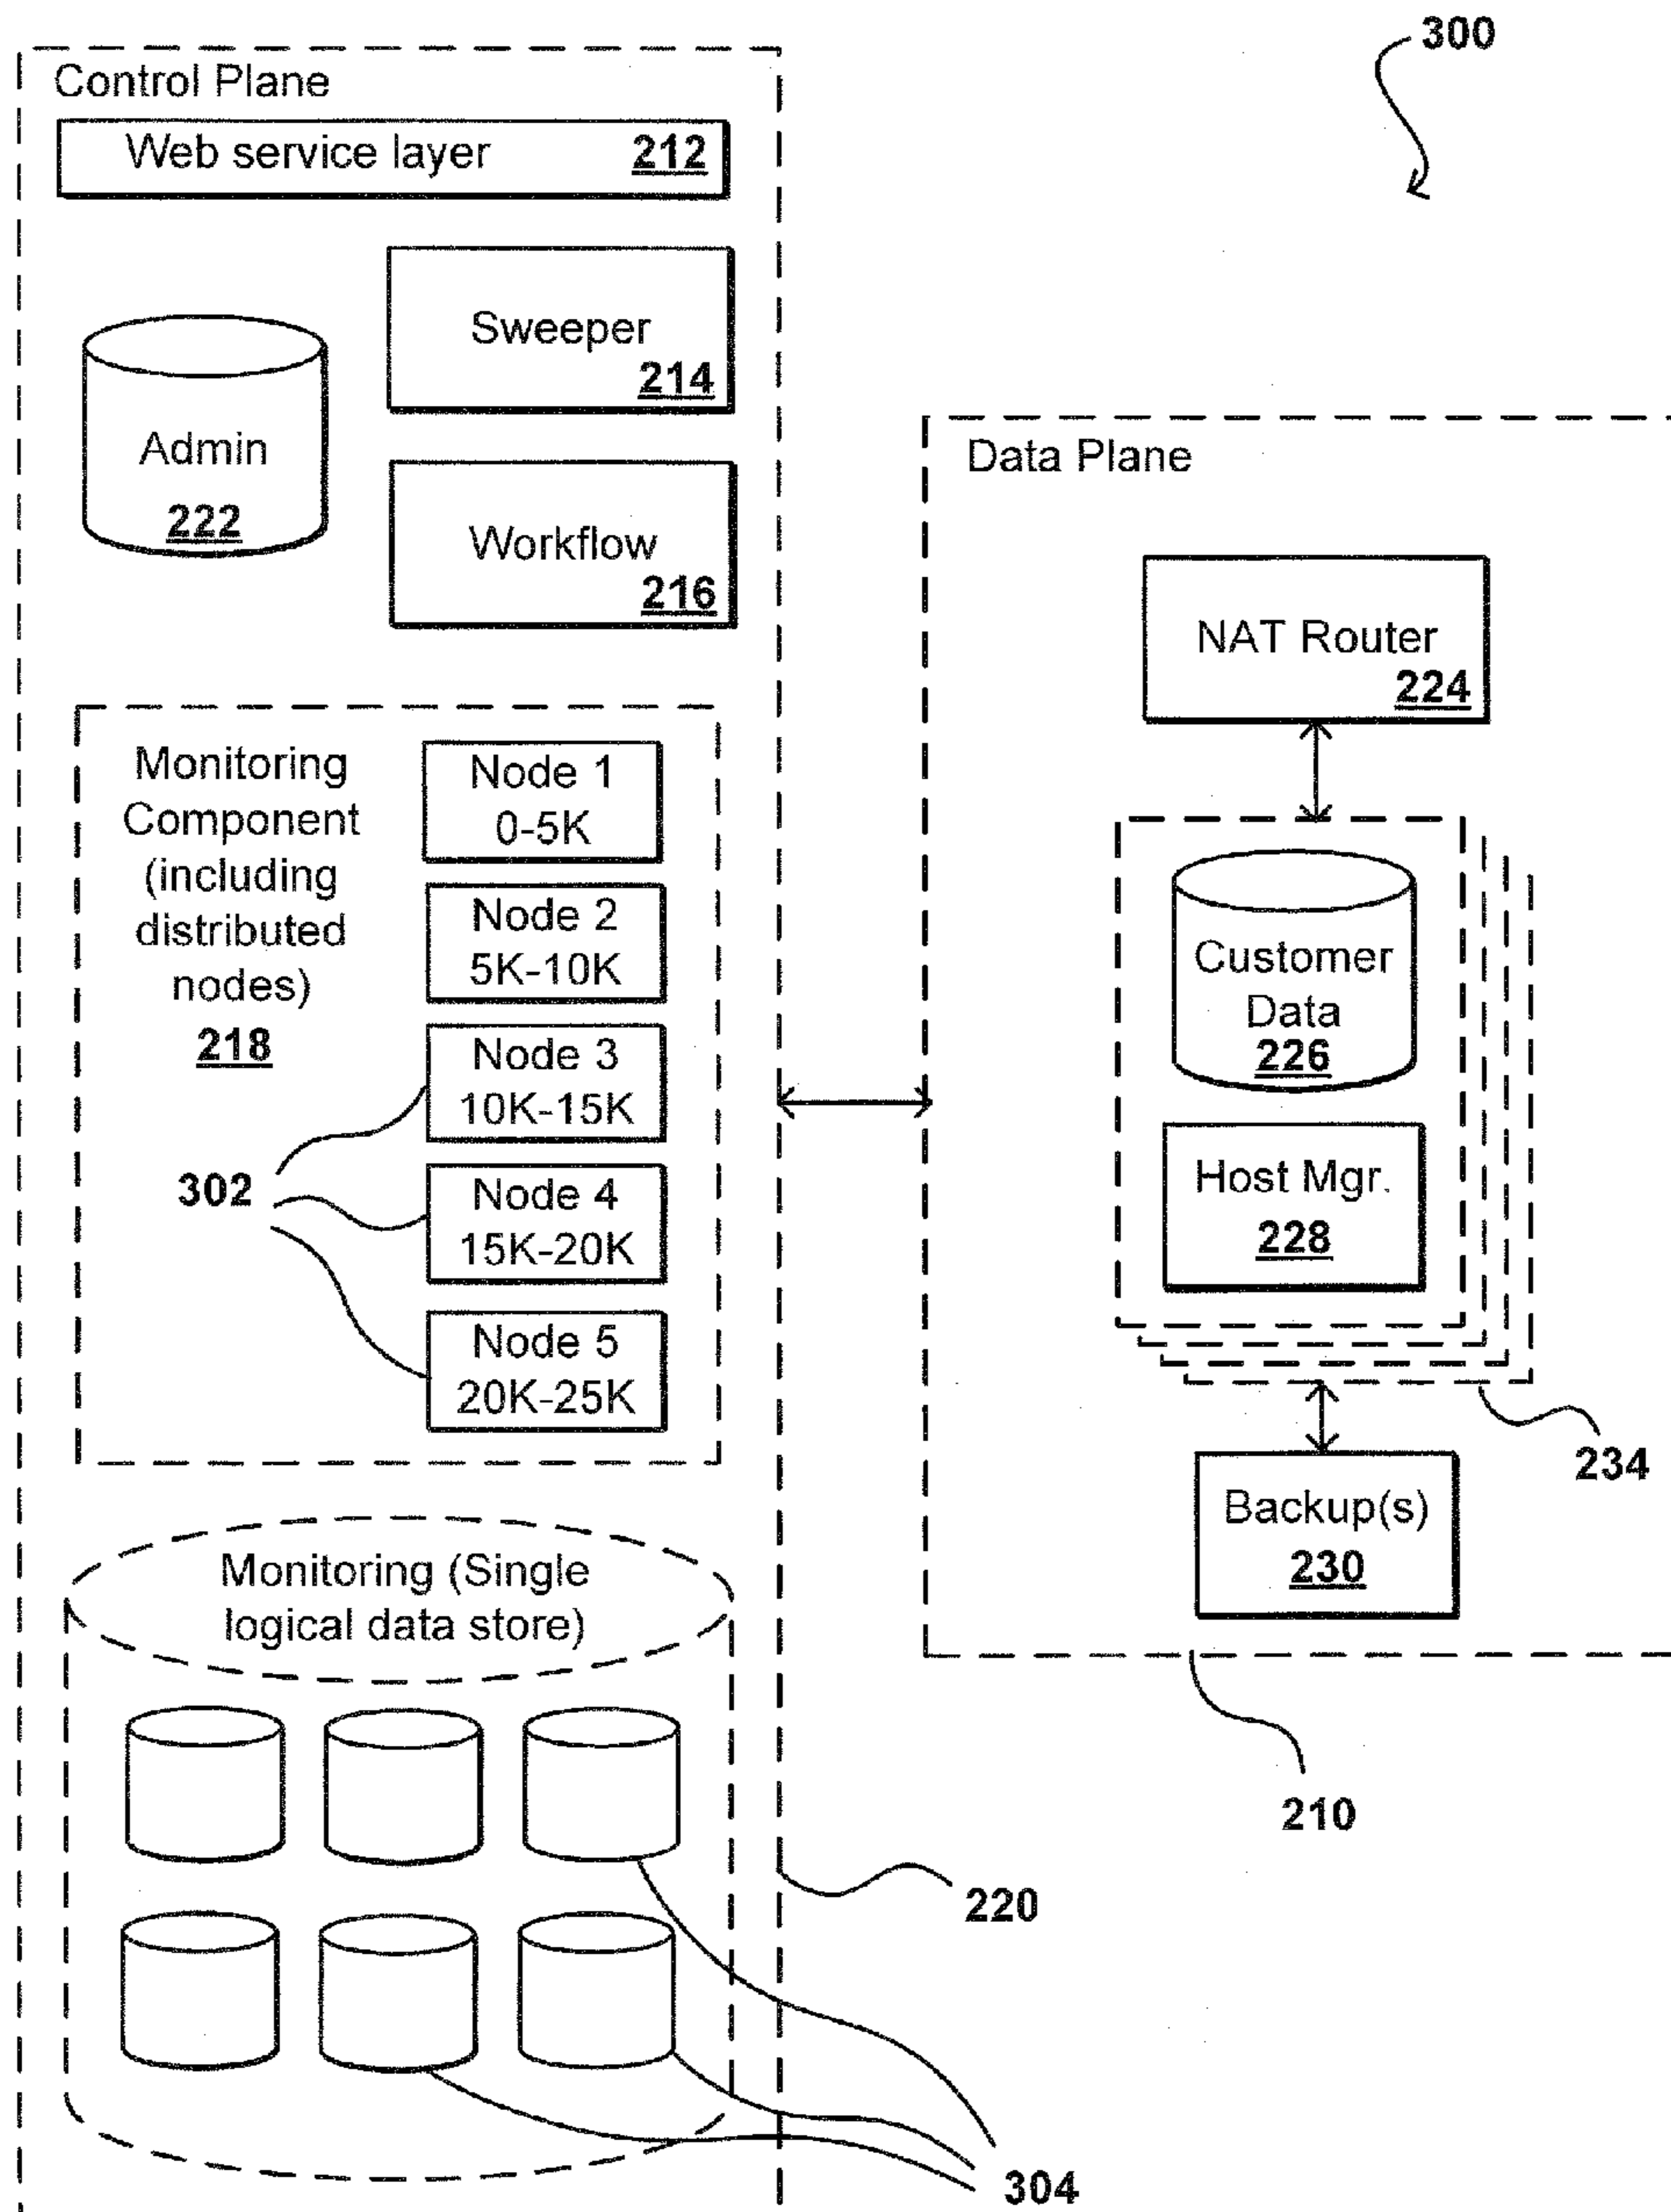 300
Control Plane
Web service layer 212
Sweeper
214
Admin
222
Workflow
216
Monitoring
Component
(including
distributed
nodes)
218
Node 1
0-5K
Node 2
5K-10K
Node 3
10K-15K
Node 4
15K-20K
Node 5
20K-25K
302
Monitoring (Single
logical data store)
220
304
Data Plane
NAT Router
224
Customer
Data
226
Host Mgr.
228
234
Backup(s)
230
210